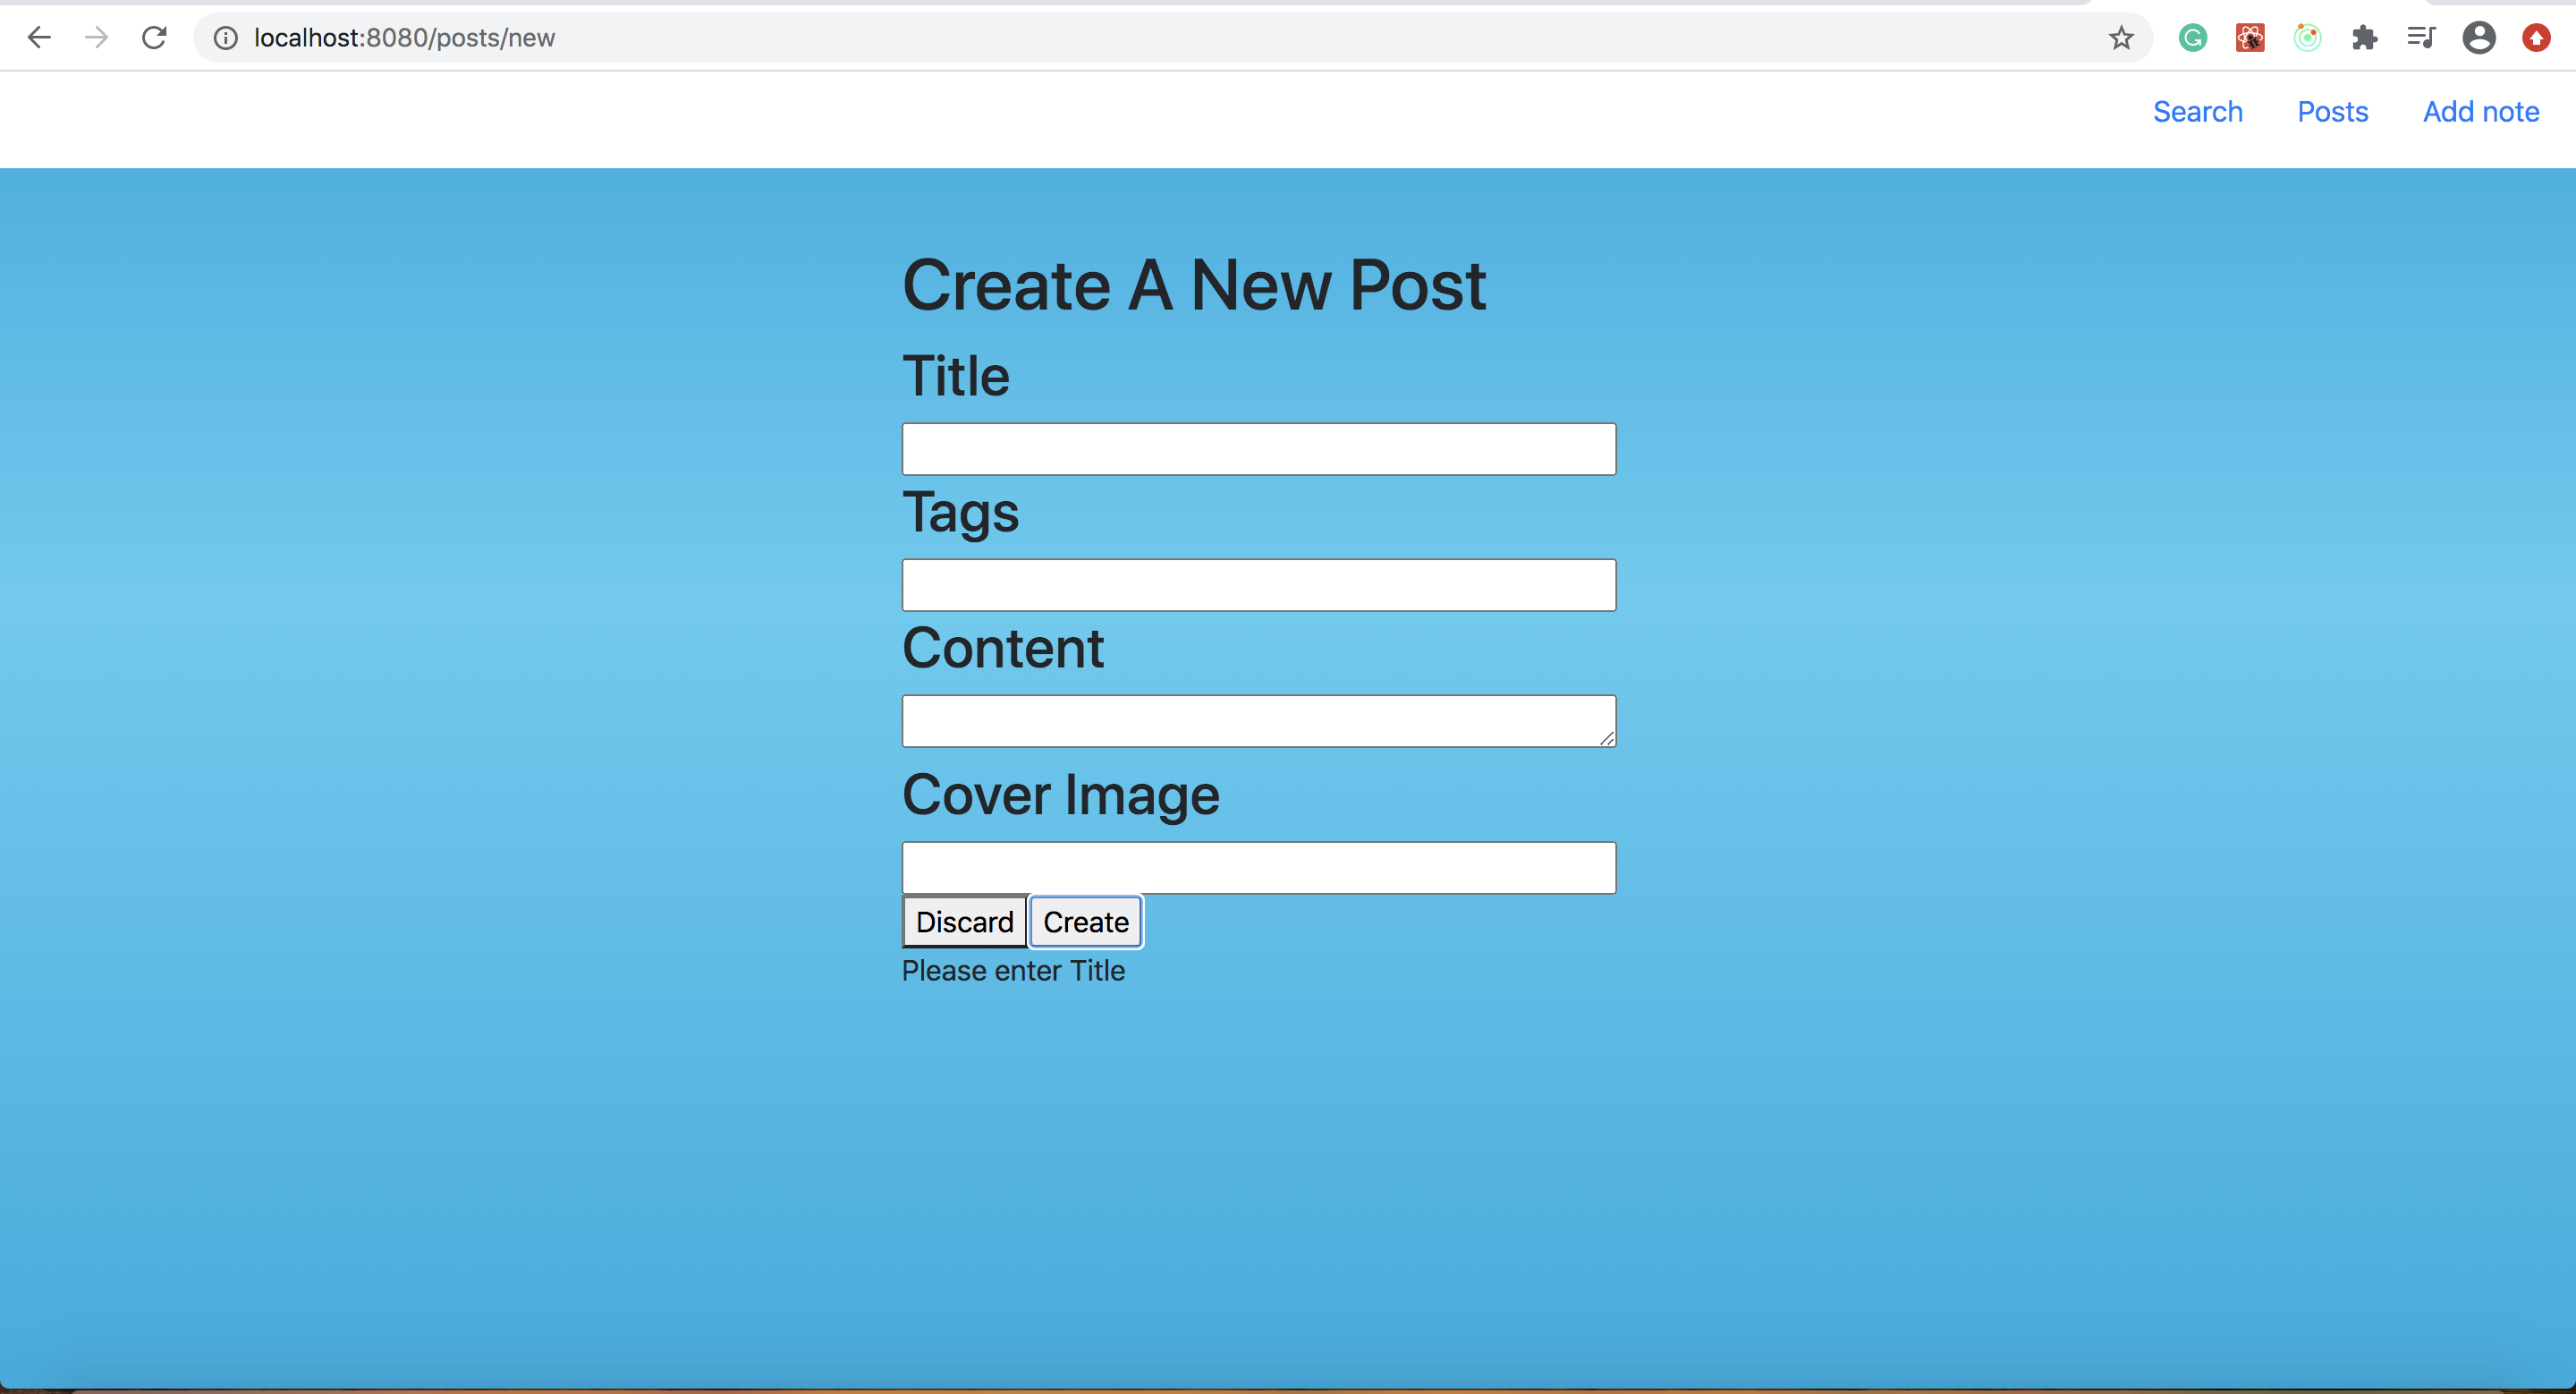 localhost:8080/posts/new
Search Posts Add note
Create A New Post
Title
Tags
Content
Cover Image
Discard Create
Please enter Title